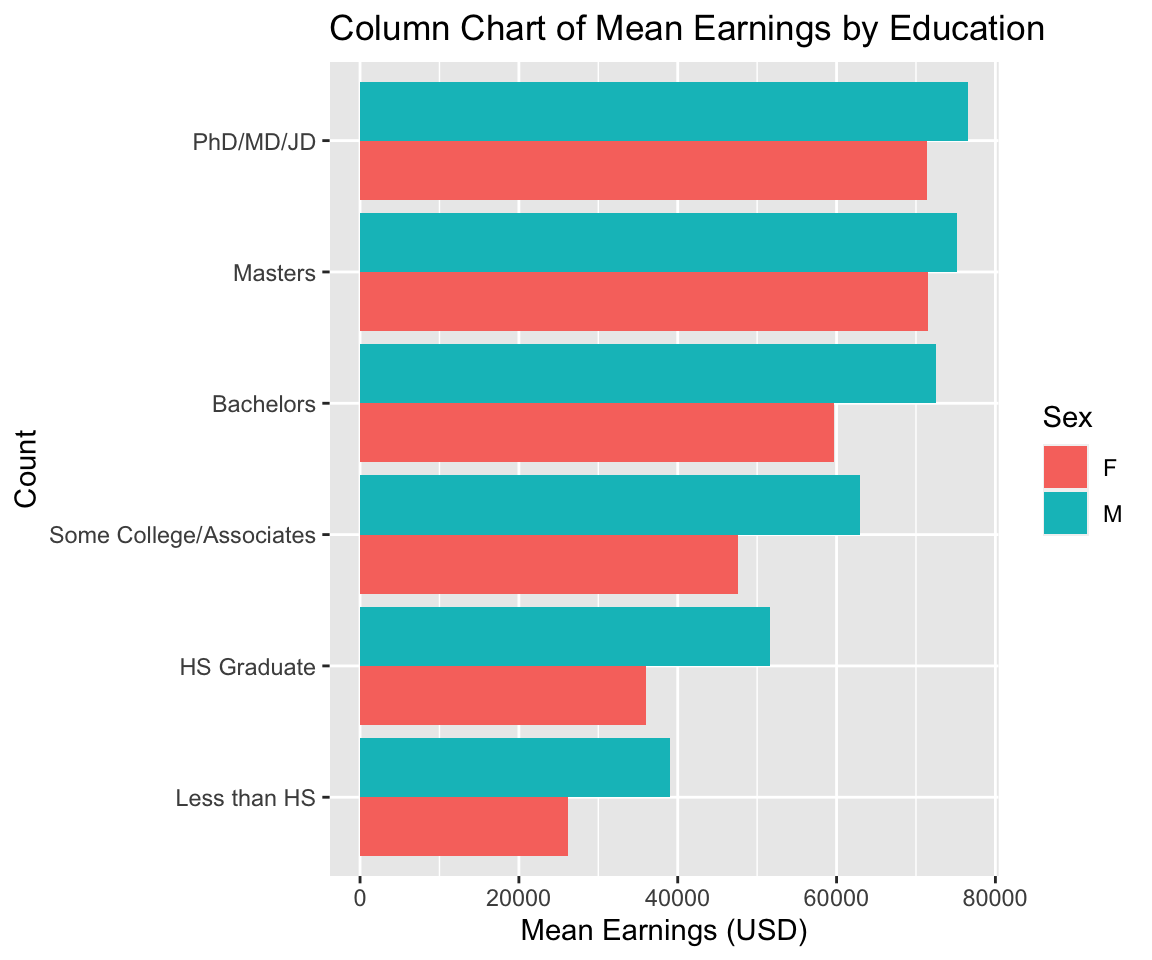 Column Chart of Mean Earnings by Education
PhD/MD/JD
Masters
Bachelors
Some College/Associates
HS Graduate
Less than HS
Count
0 20000 40000 60000 80000
Mean Earnings (USD)
Sex
F
M